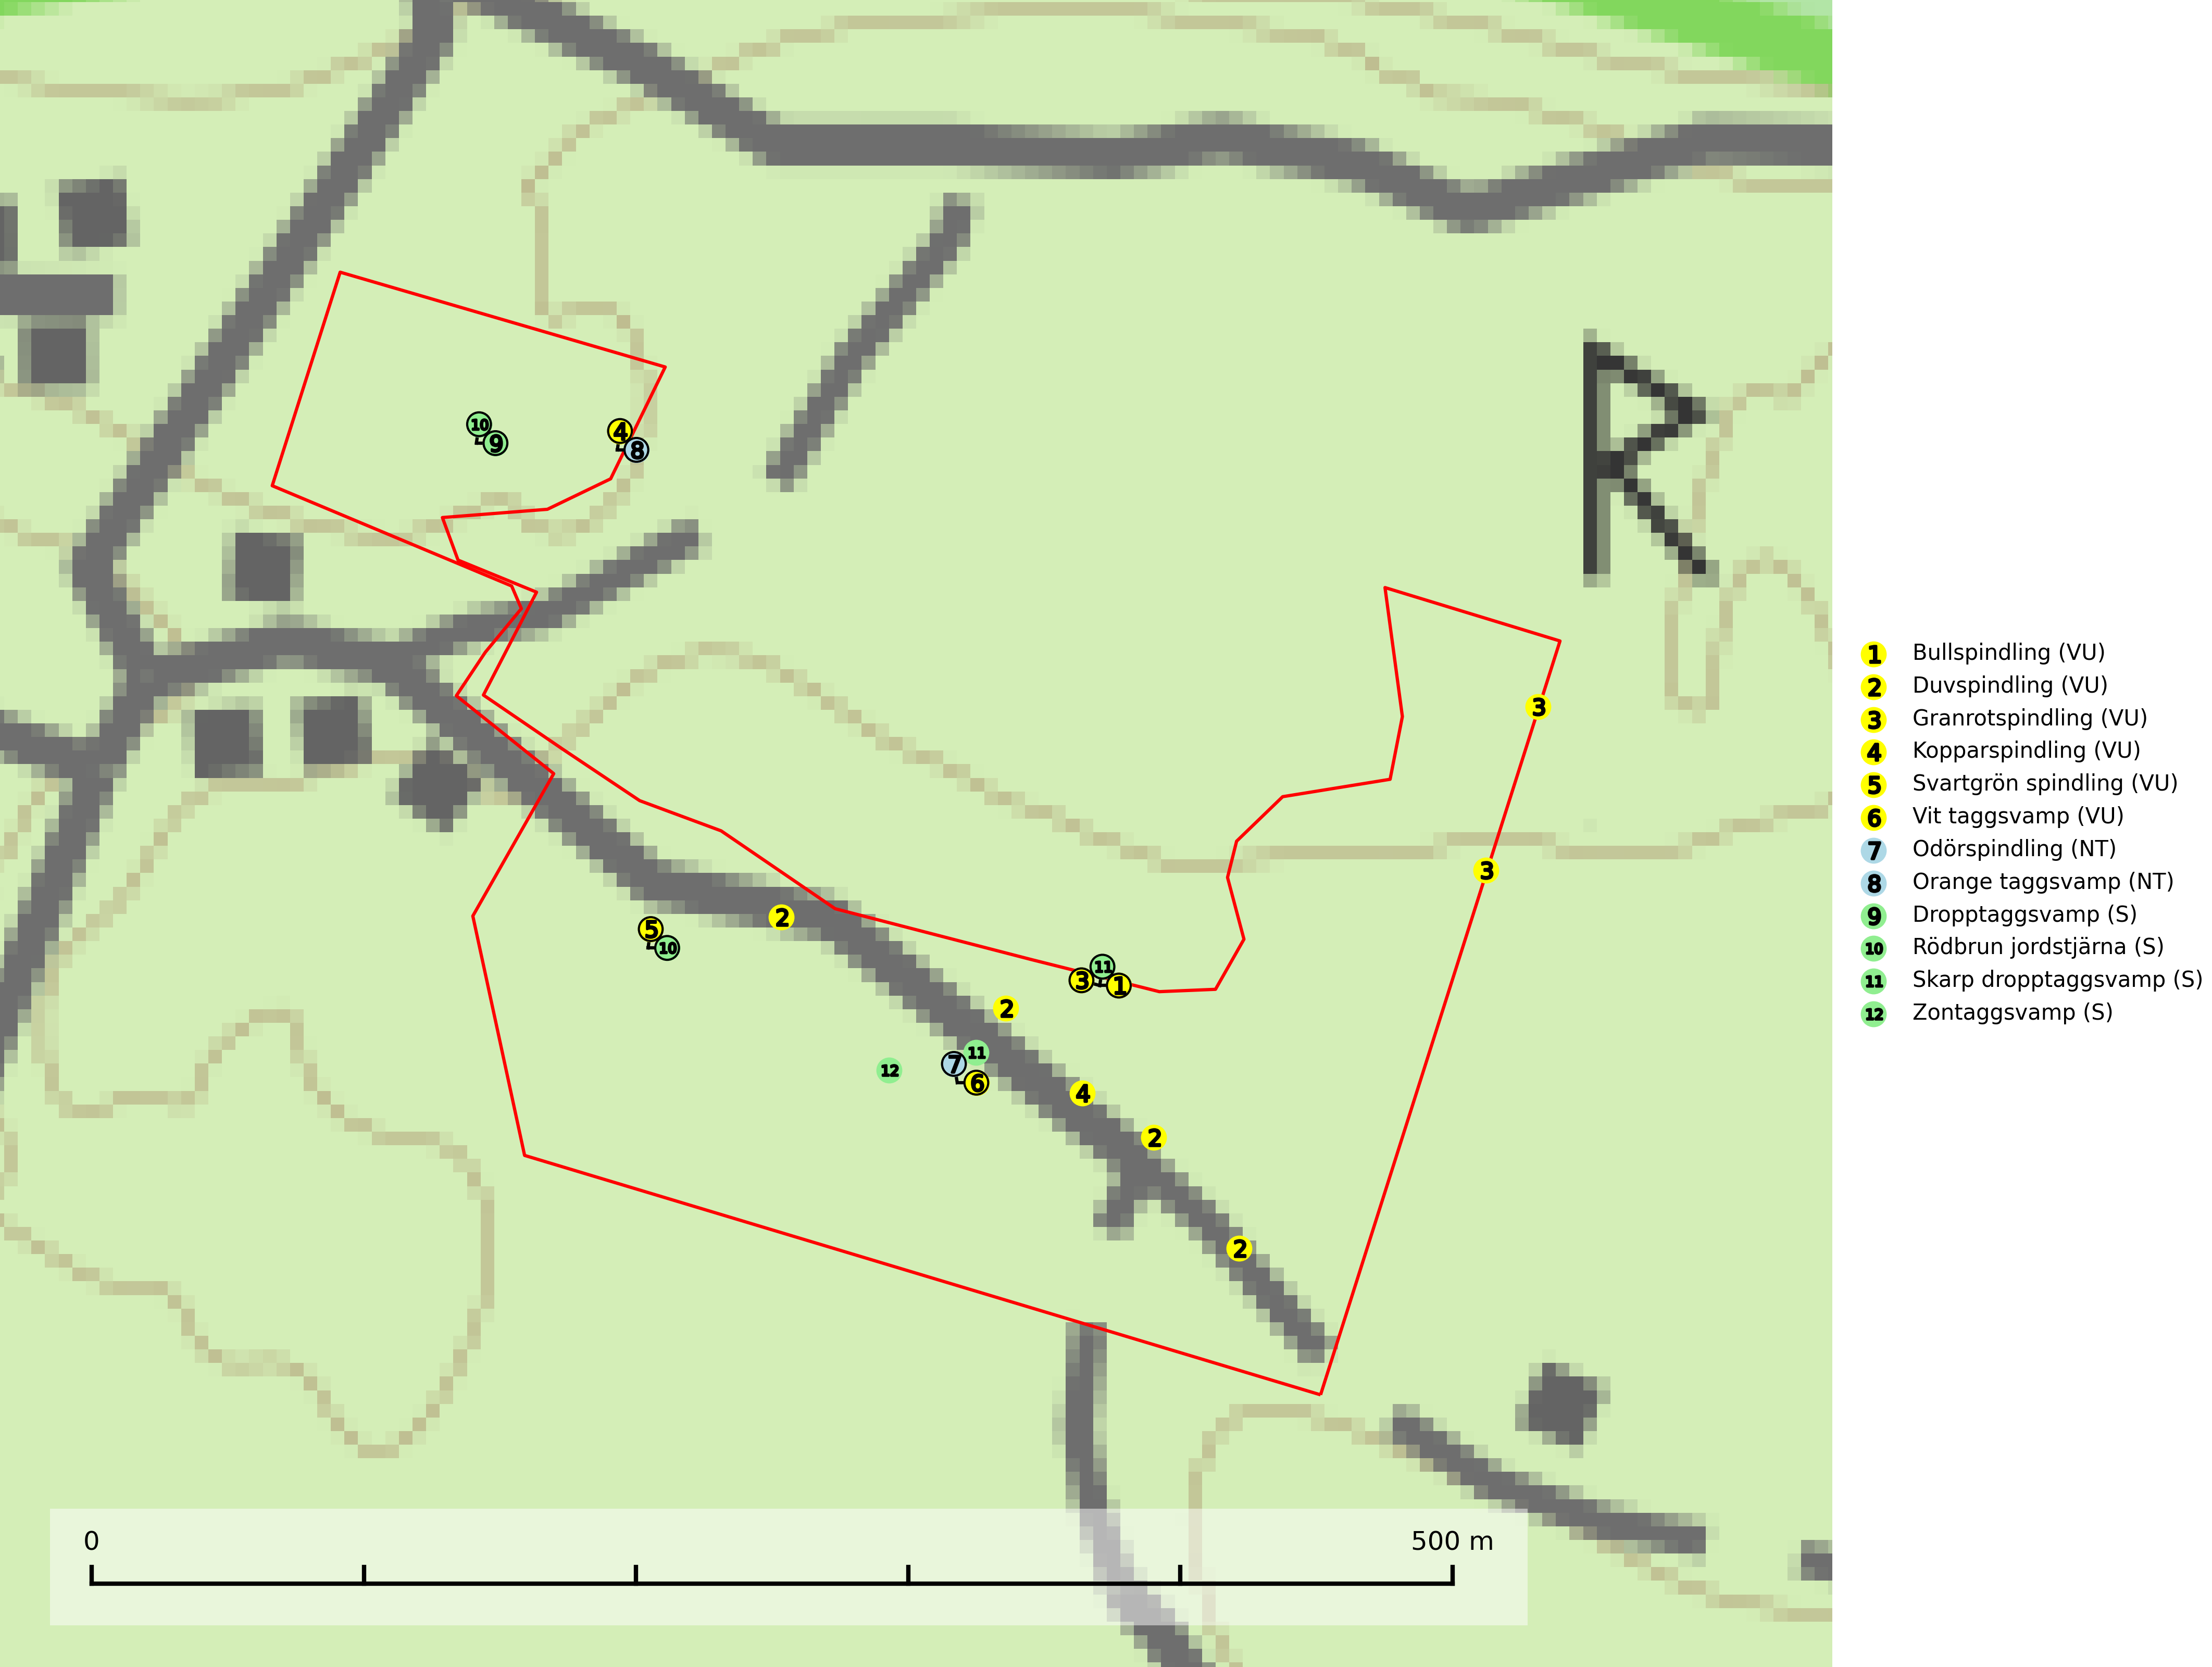 R
10
9
4
8
3
3
2
5
10
11
3
1
2
11
7
6
12
4
2
2
0 500 m
1 Bullspindling (VU)
2 Duvspindling (VU)
3 Granrotspindling (VU)
4 Kopparspindling (VU)
5 Svartgrön spindling (VU)
6 Vit taggsvamp (VU)
7 Odörspindling (NT)
8 Orange taggsvamp (NT)
9 Dropptaggsvamp (S)
10 Rödbrun jordstjärna (S)
11 Skarp dropptaggsvamp (S)
12 Zontaggsvamp (S)